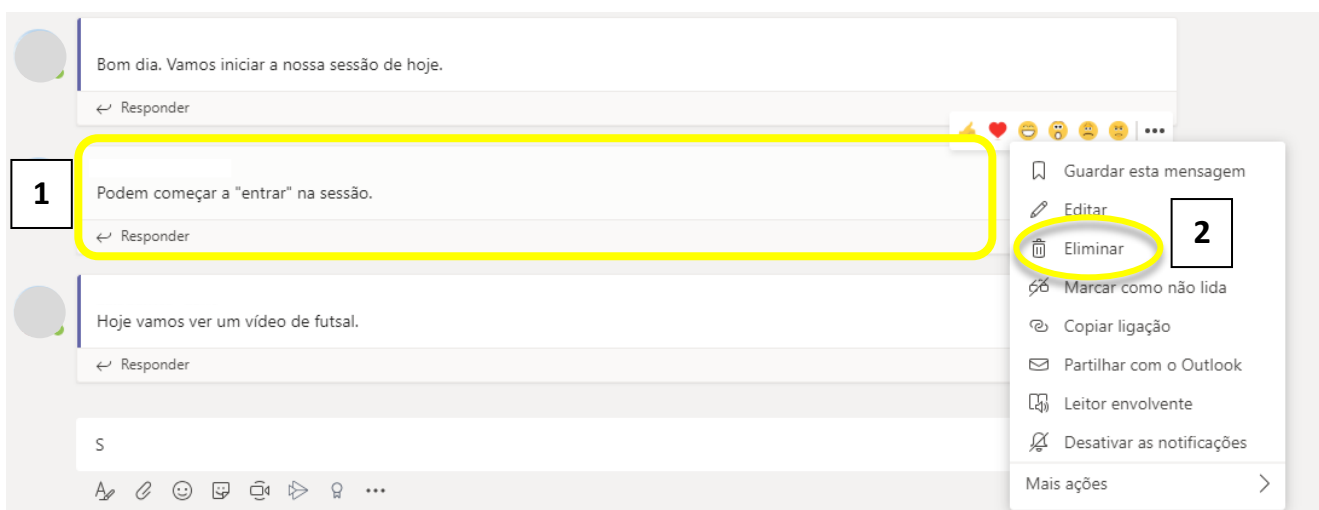 Bom dia. Vamos iniciar a nossa sessão de hoje.
Responder
1
Podem começar a "entrar" na sessão.
Responder
Hoje vamos ver um vídeo de futsal.
Responder
S
Guardar esta mensagem
Editar
2
Eliminar
Marcar como não lida
Copiar ligação
Partilhar com o Outlook
Leitor envolvente
Desativar as notificações
Mais ações